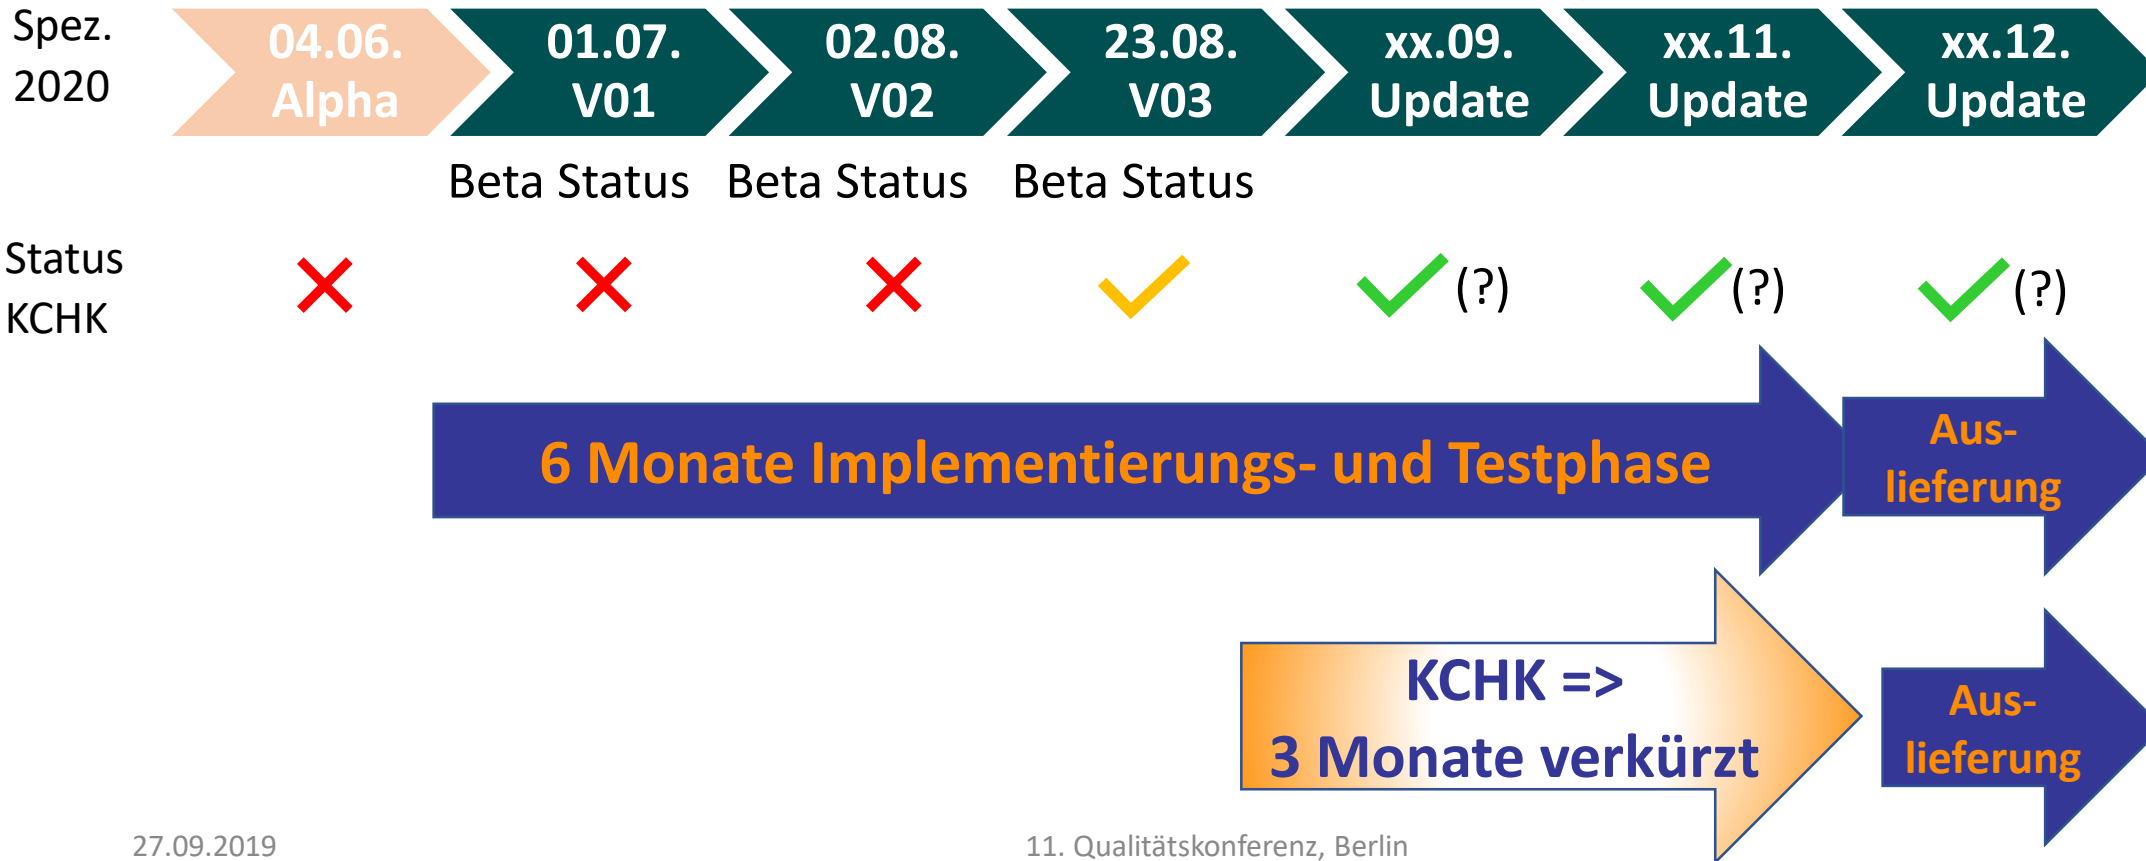 Spez.
2020
04.06.
Alpha
01.07.
V01
02.08.
V02
23.08.
V03
xx.09.
Update
xx.11.
Update
xx.12.
Update
Beta Status
Beta Status
Beta Status
Status
KCHK
(?)
(?)
(?)
6 Monate Implementierungs- und Testphase
Aus-
lieferung
KCHK =>
3 Monate verkürzt
Aus-
lieferung
27.09.2019
11. Qualitätskonferenz, Berlin